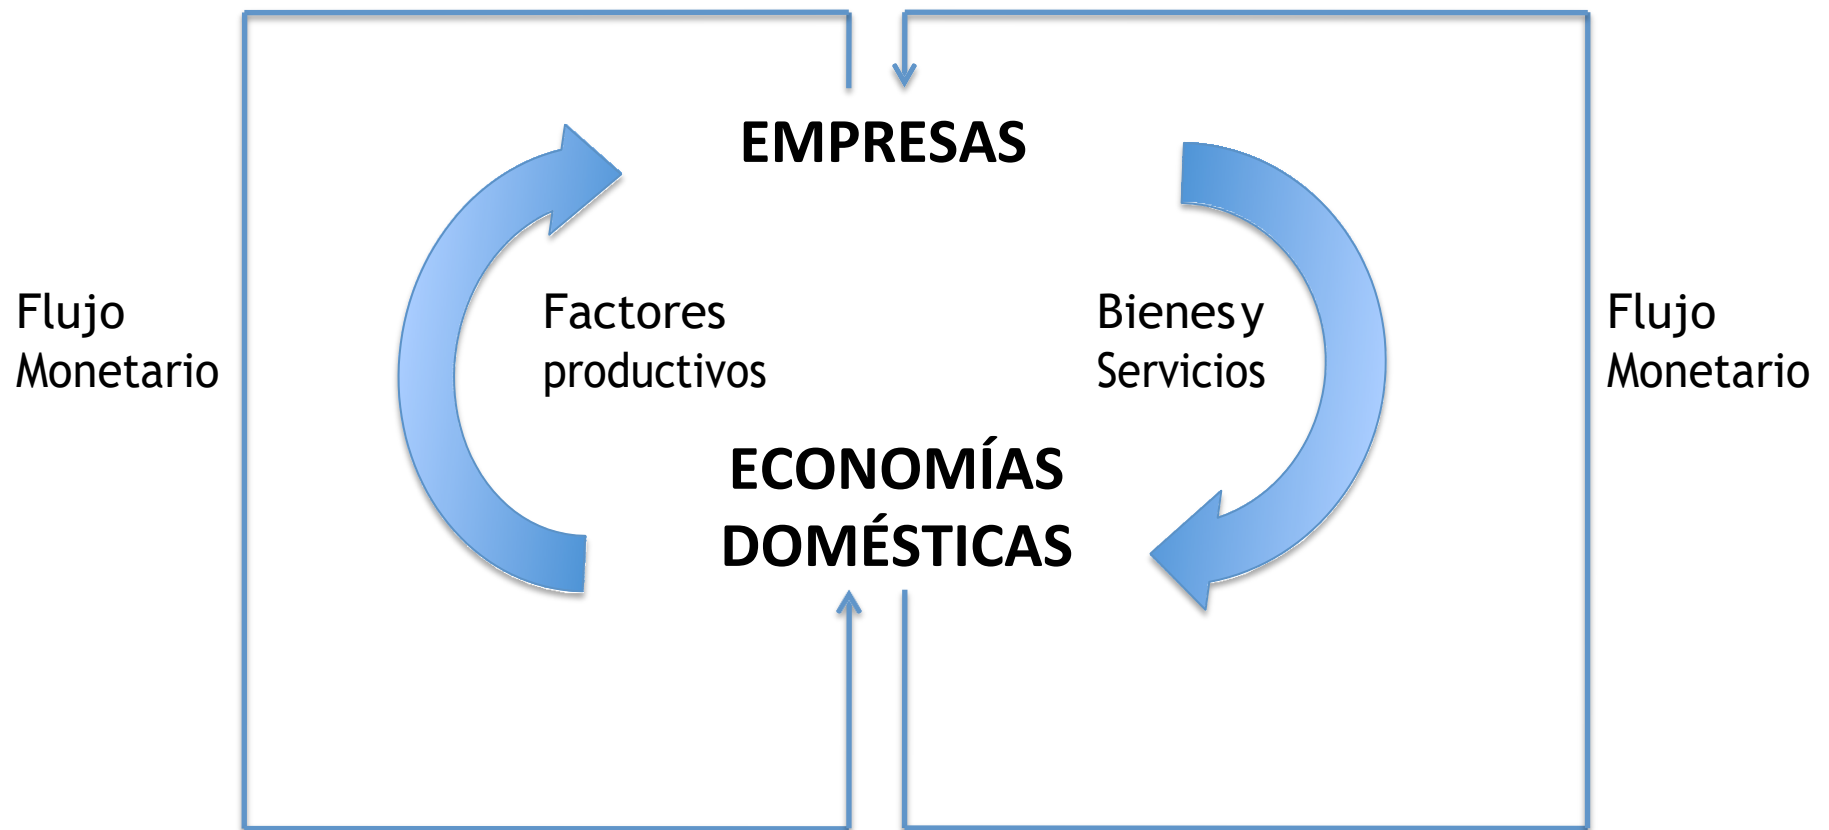 EMPRESAS
Flujo
Monetario
Factores
productivos
Bienes y
Servicios
Flujo
Monetario
ECONOMÍAS
DOMÉSTICAS